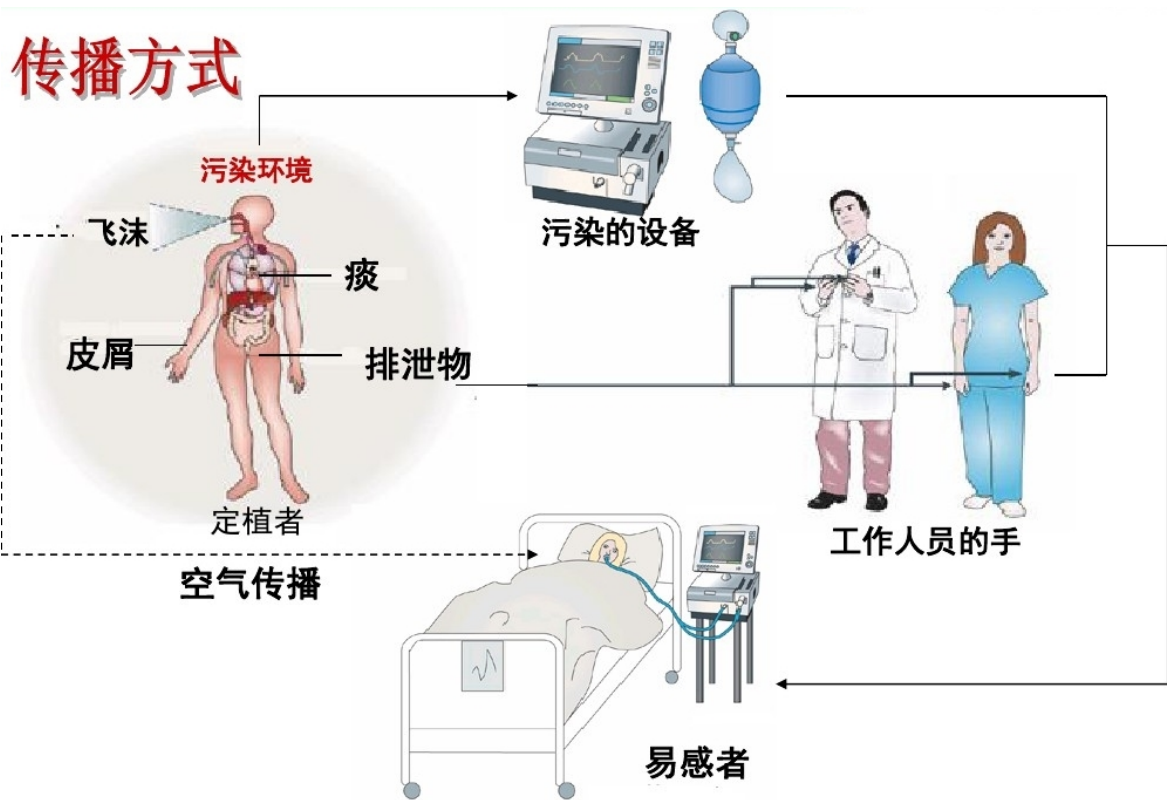 传播方式
污染环境
飞沫
痰
皮屑
排泄物
定植者
空气传播
污染的设备
工作人员的手
易感者